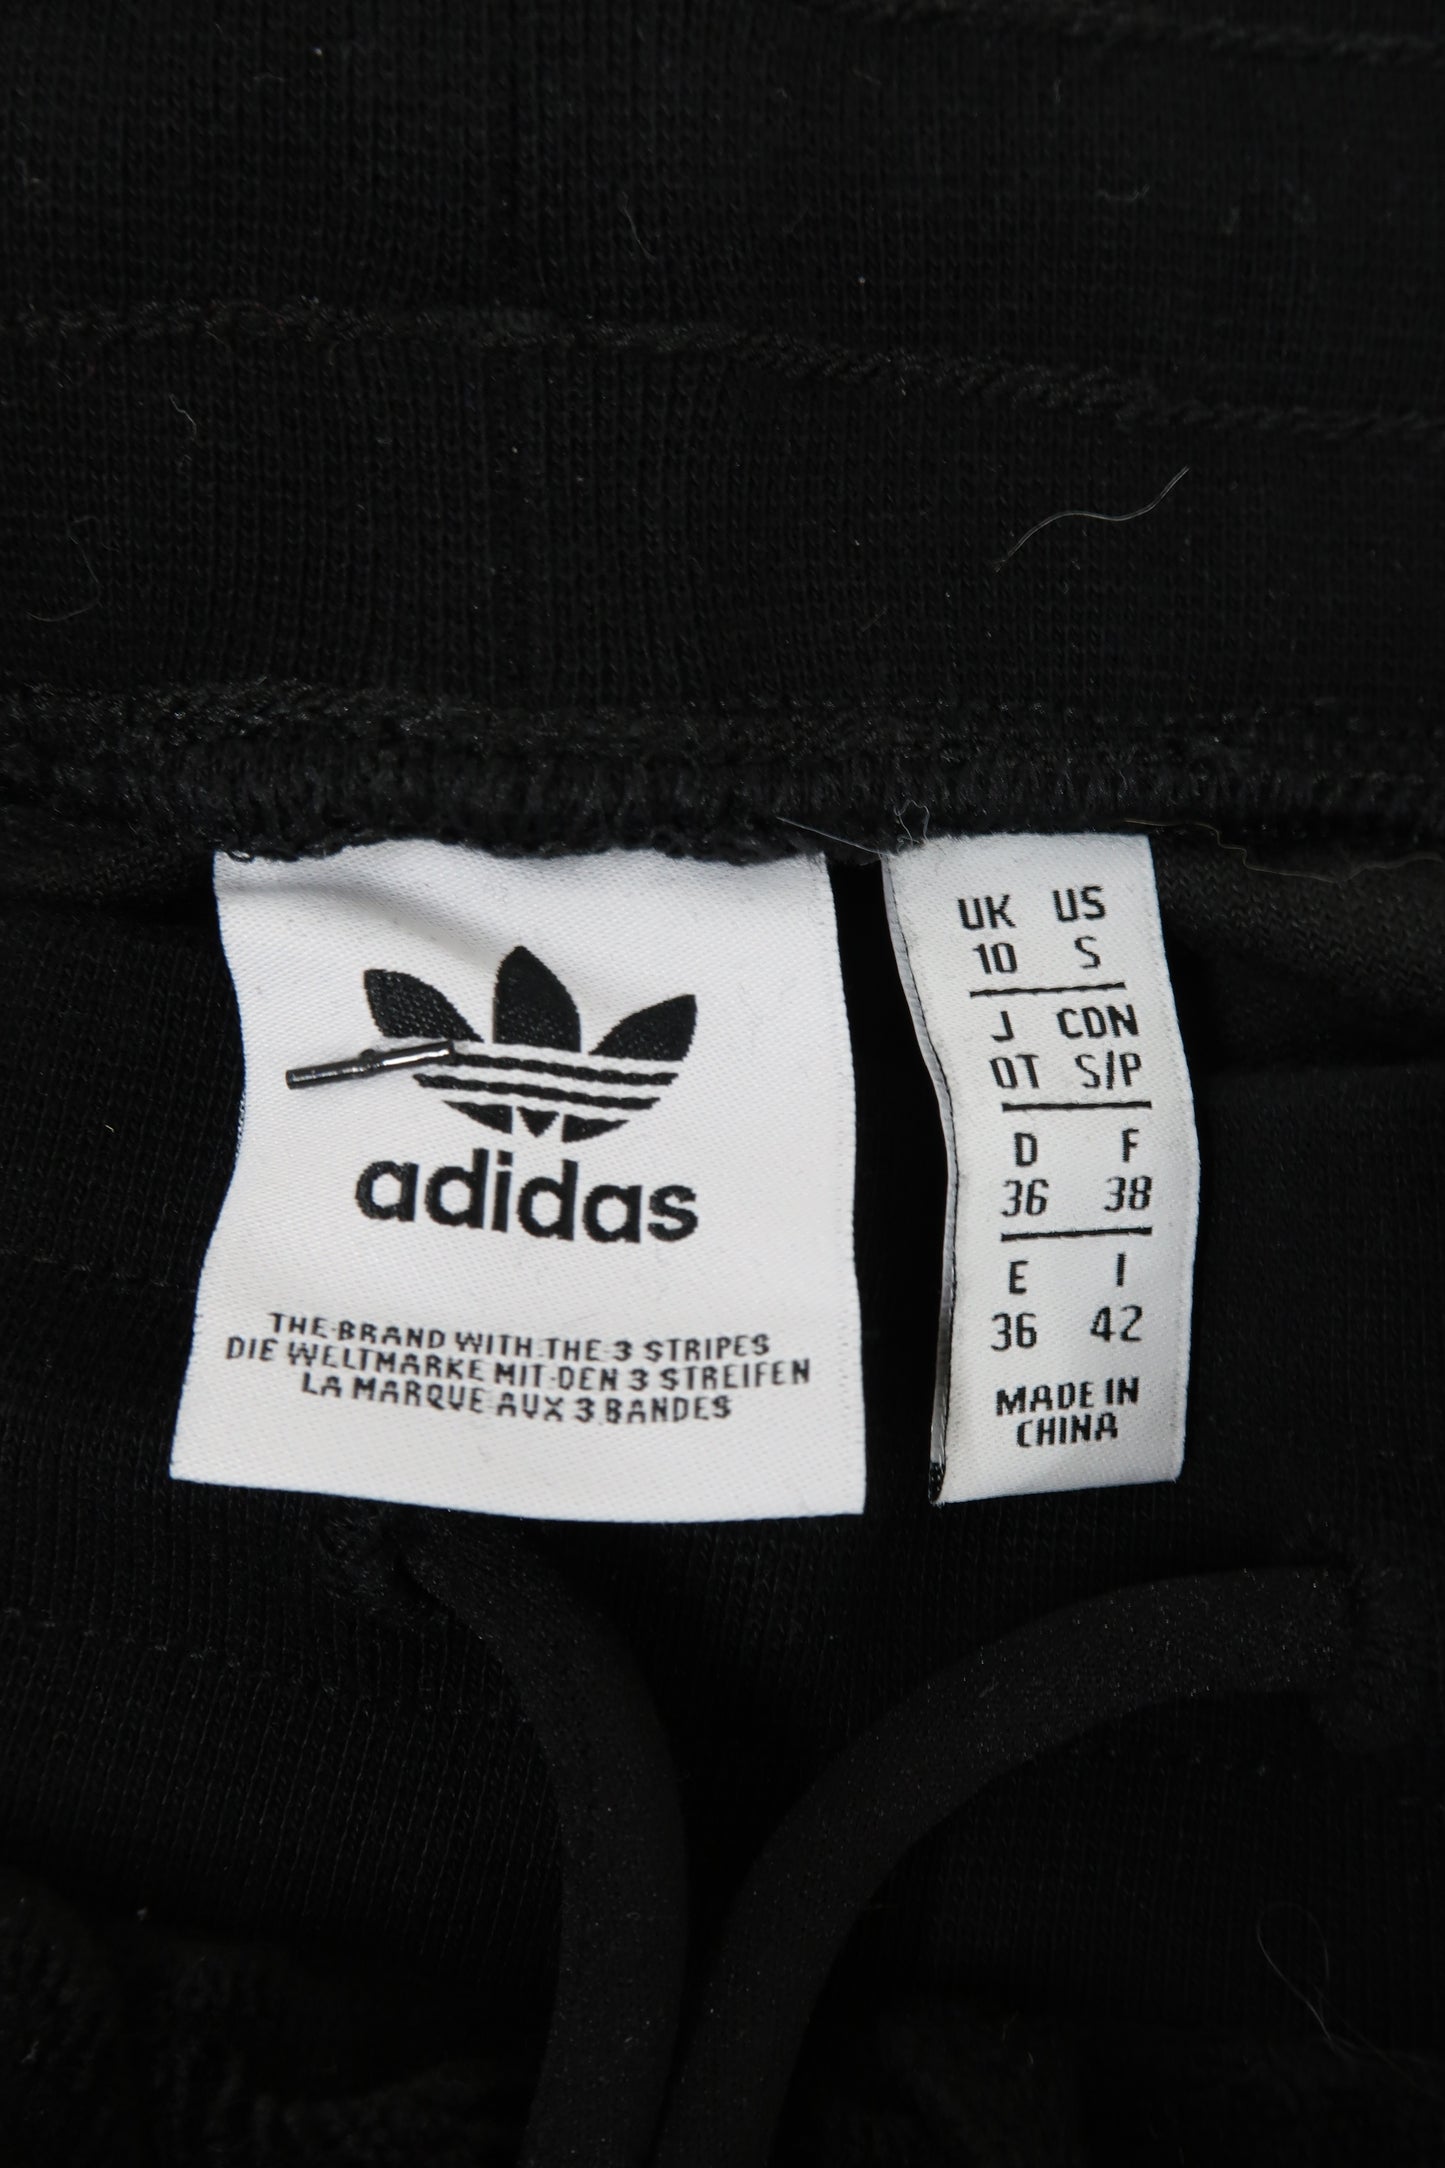 adidas
THE BRAND WITH THE 3 STRIPES
DIE WELTMARKE MIT DEN 3 STREIFEN
LA MARQUE AUX 3 BANDES
UK US
10 S
J CDN
OT S/P
D F
36 38
E I
36 42
MADE IN
CHINA